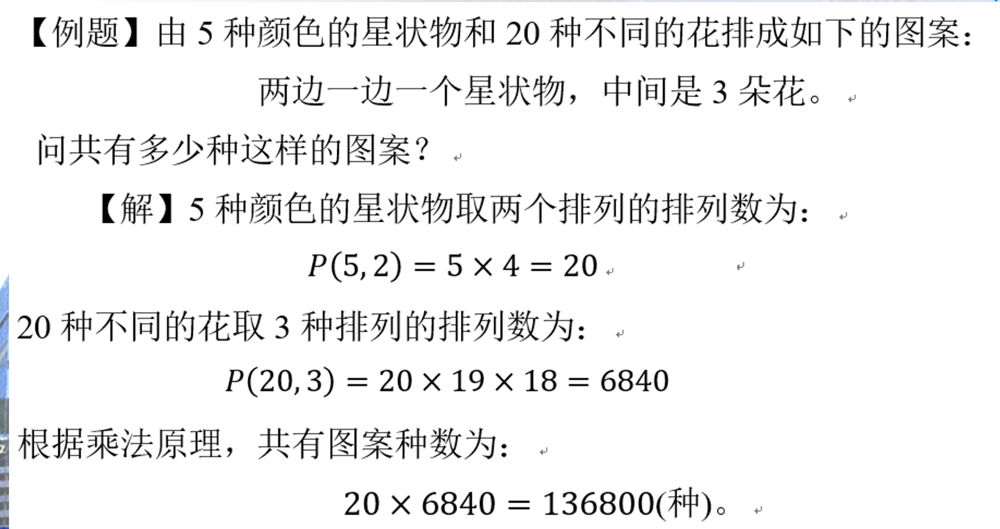 【例题】由 5 种颜色的星状物和 20 种不同的花排成如下的图案：
两边一边一个星状物，中间是 3 朵花。
问共有多少种这样的图案？
【解】5 种颜色的星状物取两个排列的排列数为：
P(5,2) = 5 × 4 = 20
20 种不同的花取 3 种排列的排列数为：
P(20,3) = 20 × 19 × 18 = 6840
根据乘法原理，共有图案种数为：
20 × 6840 = 136800(种)。